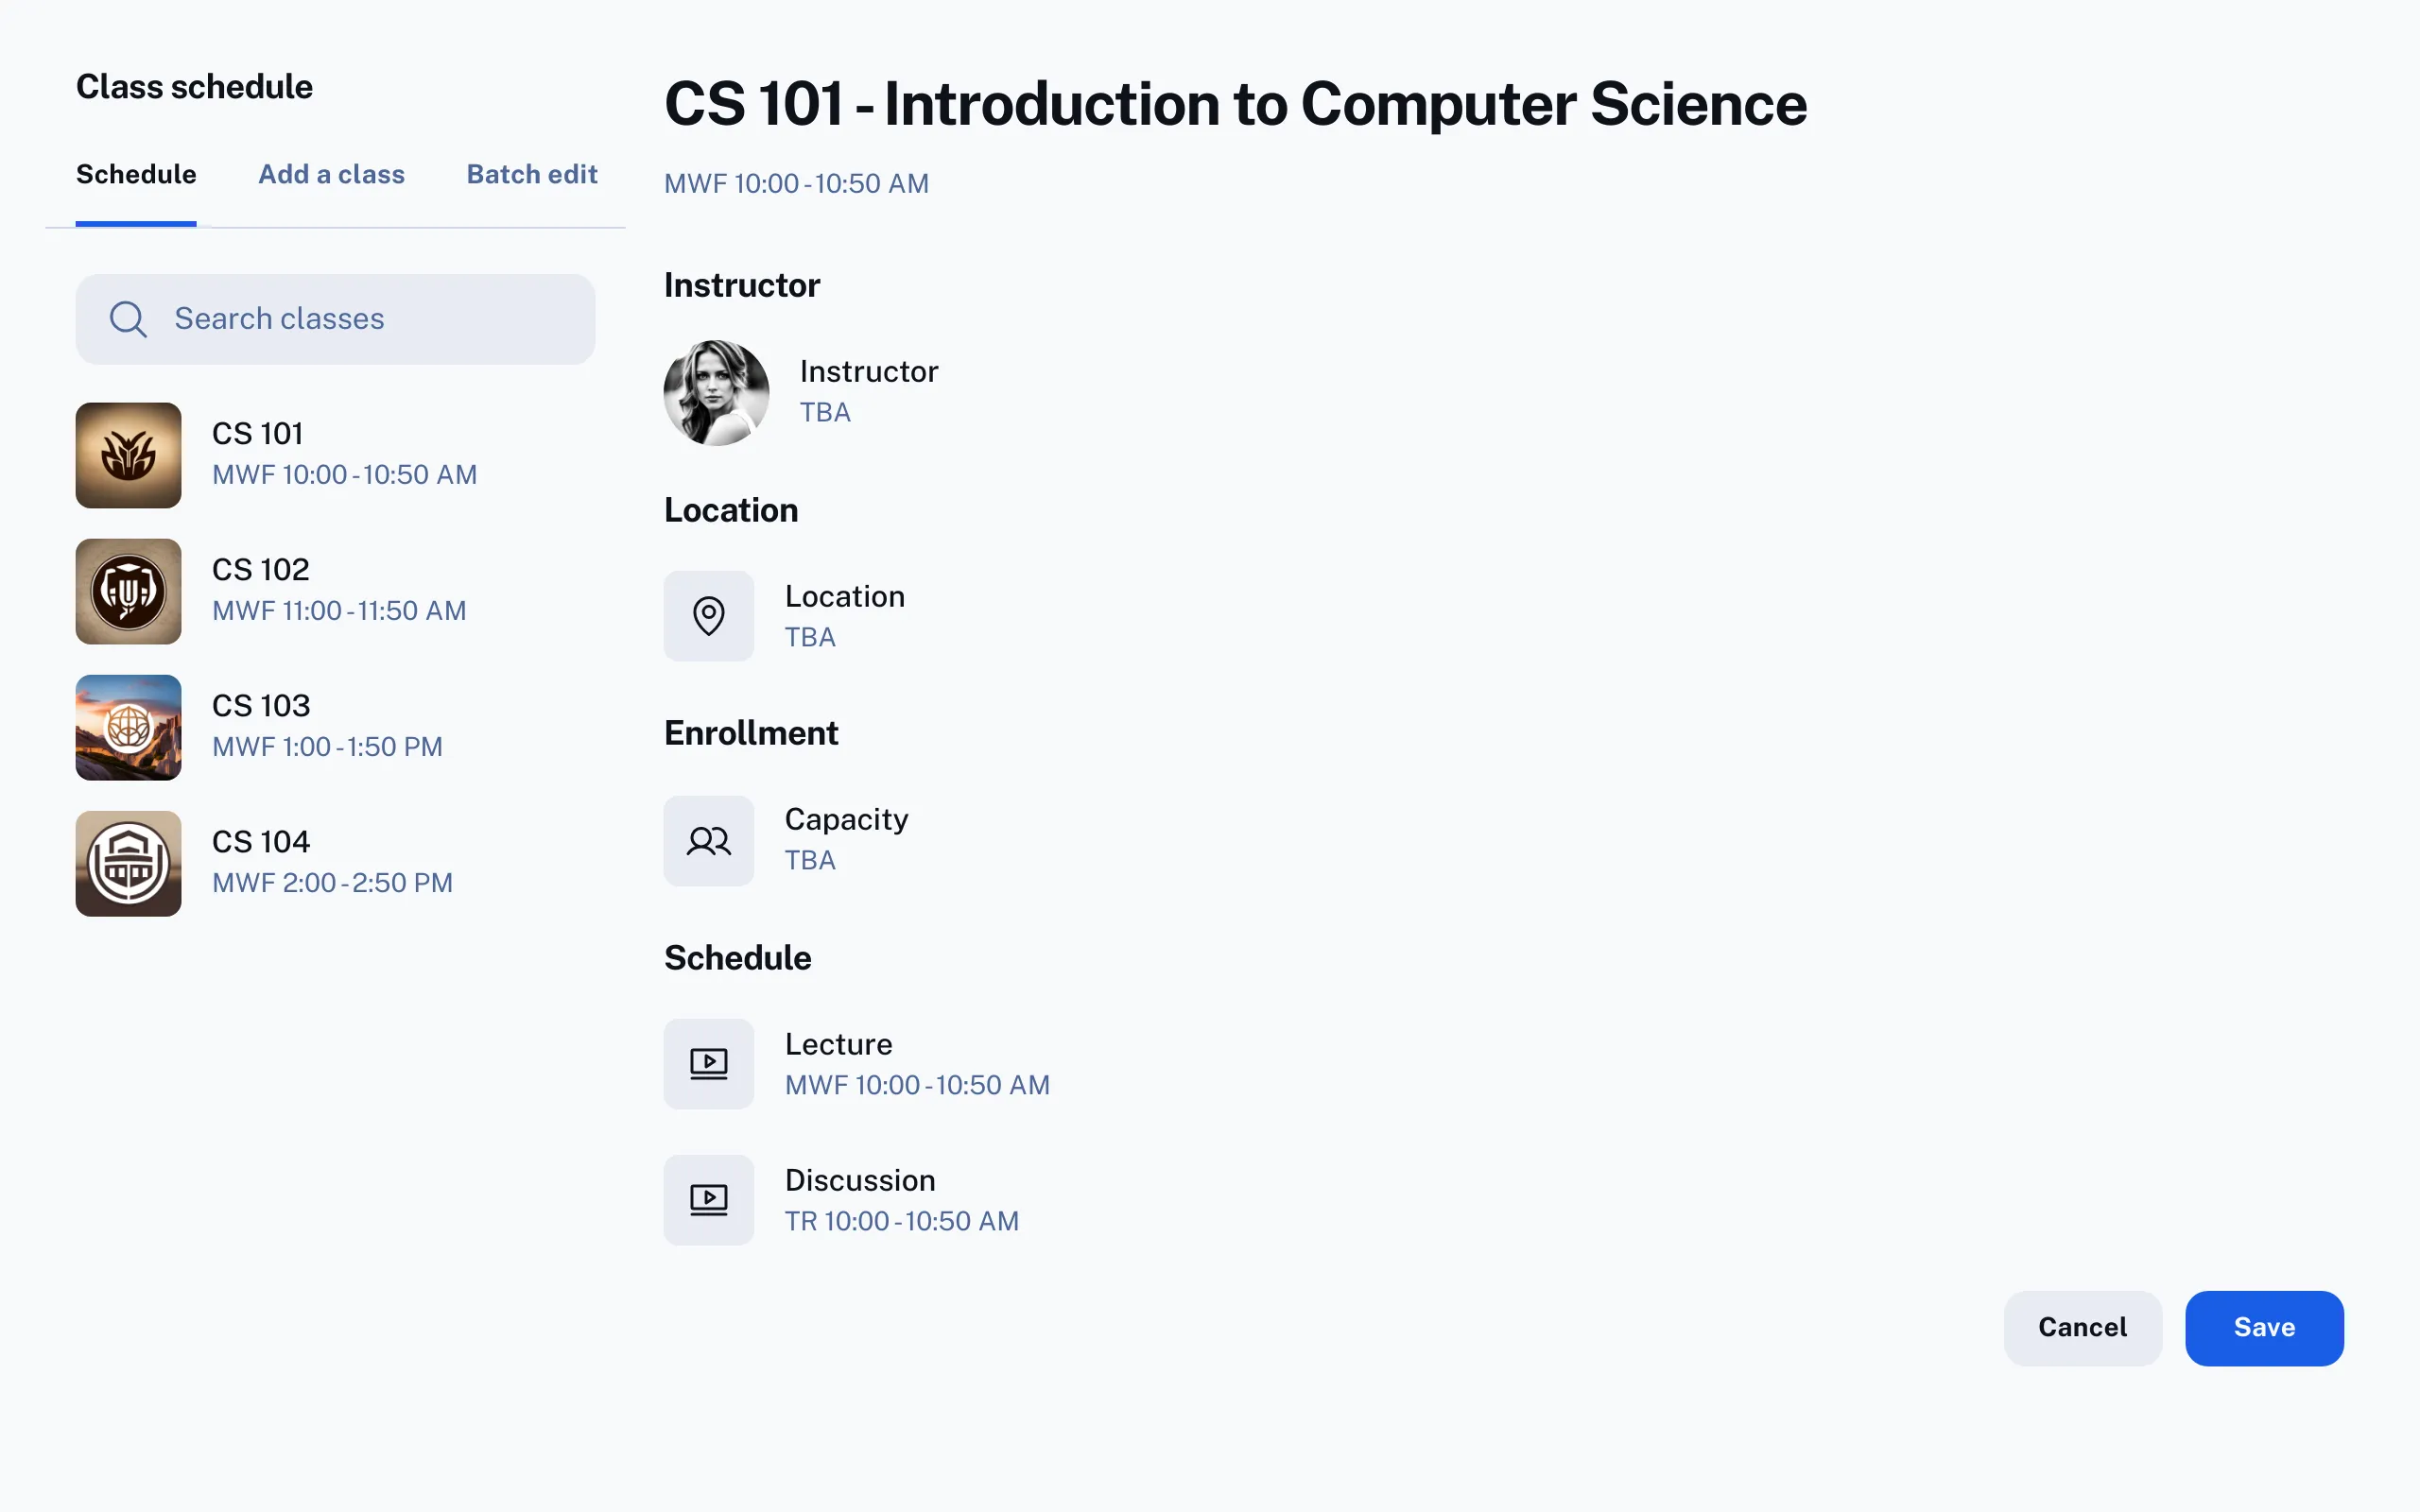 Class schedule
Schedule
Add a class
Batch edit
Search classes
CS 101
MWF 10:00 - 10:50 AM
CS 102
MWF 11:00 - 11:50 AM
CS 103
MWF 1:00 - 1:50 PM
CS 104
MWF 2:00 - 2:50 PM
CS 101 - Introduction to Computer Science
MWF 10:00 - 10:50 AM
Instructor
Instructor
TBA
Location
Location
TBA
Enrollment
Capacity
TBA
Schedule
Lecture
MWF 10:00 - 10:50 AM
Discussion
TR 10:00 - 10:50 AM
Cancel
Save